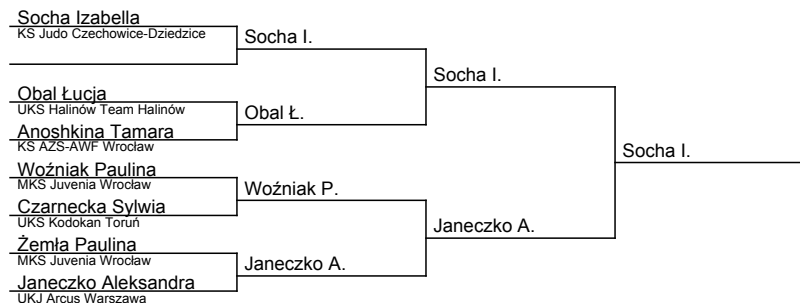 Socha Izabella
KS Judo Czechowice-Dziedzice
Socha I.
Socha I.
Obal Łucja
UKS Halinów Team Halinów
Obal Ł.
Anoshkina Tamara
KS AZS-AWF Wrocław
Socha I.
Woźniak Paulina
MKS Juvenia Wrocław
Woźniak P.
Czarnecka Sylwia
UKS Kodokan Toruń
Janeczko A.
Żemła Paulina
MKS Juvenia Wrocław
Janeczko A.
Janeczko Aleksandra
UKJ Arcus Warszawa